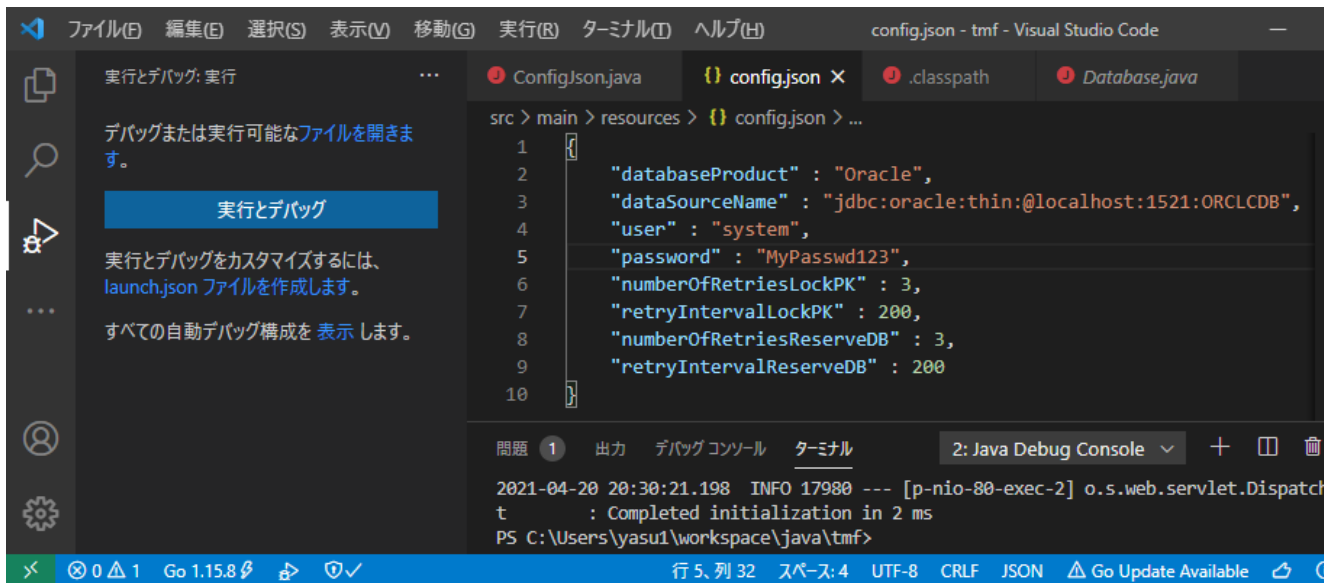 ファイル(F) 編集(E) 選択(S) 表示(V) 移動(G) 実行(R) ターミナル(T) ヘルプ(H) config.json - tmf - Visual Studio Code
実行とデバッグ: 実行
デバッグまたは実行可能なファイルを開きま
す。
実行とデバッグ
実行とデバッグをカスタマイズするには、
launch.json ファイルを作成します。
すべての自動デバッグ構成を 表示 します。
ConfigJson.java {} config.json .classpath Database.java
src > main > resources > {} config.json > ...
1 {
2 "databaseProduct" : "Oracle",
3 "dataSourceName" : "jdbc:oracle:thin:@localhost:1521:ORCLCDB",
4 "user" : "system",
5 "password" : "MyPasswd123",
6 "numberOfRetriesLockPK" : 3,
7 "retryIntervalLockPK" : 200,
8 "numberOfRetriesReserveDB" : 3,
9 "retryIntervalReserveDB" : 200
10 }
問題 1 出力 デバッグ コンソール ターミナル 2: Java Debug Console
2021-04-20 20:30:21.198 INFO 17980 --- [p-nio-80-exec-2] o.s.web.servlet.Dispatch
t : Completed initialization in 2 ms
PS C:\Users\yasu1\workspace\java\tmf>
0 1 Go 1.15.8 行 5、列 32 スペース: 4 UTF-8 CRLF JSON Go Update Available